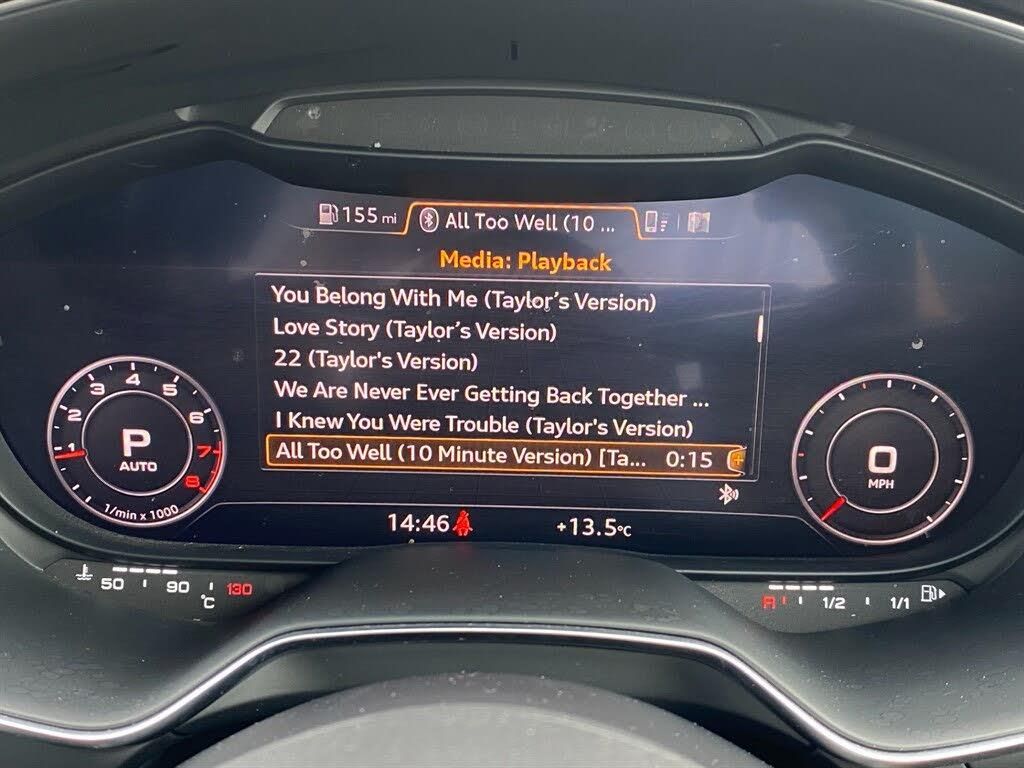 155 mi All Too Well (10 ...
Media: Playback
You Belong With Me (Taylor's Version)
Love Story (Taylor's Version)
22 (Taylor's Version)
We Are Never Ever Getting Back Together ...
I Knew You Were Trouble (Taylor's Version)
All Too Well (10 Minute Version) [Ta... 0:15
1 2 3 4 5 6 7 8
P
AUTO
1/min x 1000
0
MPH
14:46 +13.5°C
50 90 130
°C
R 1/2 1/1